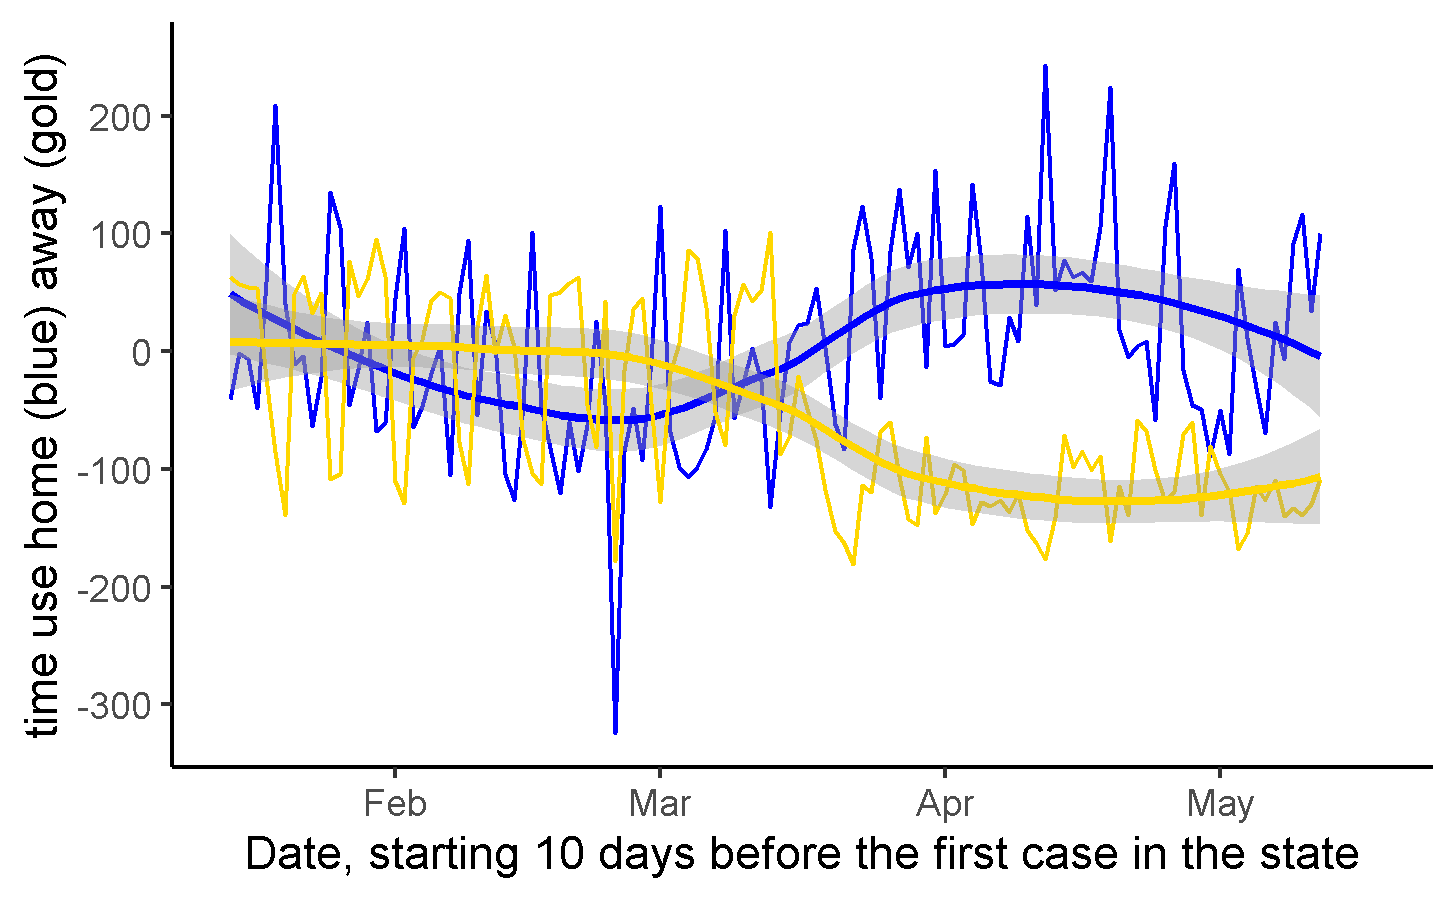 time use home (blue) away (gold)
200
100
0
-100
-200
-300
Feb
Mar
Apr
May
Date, starting 10 days before the first case in the state